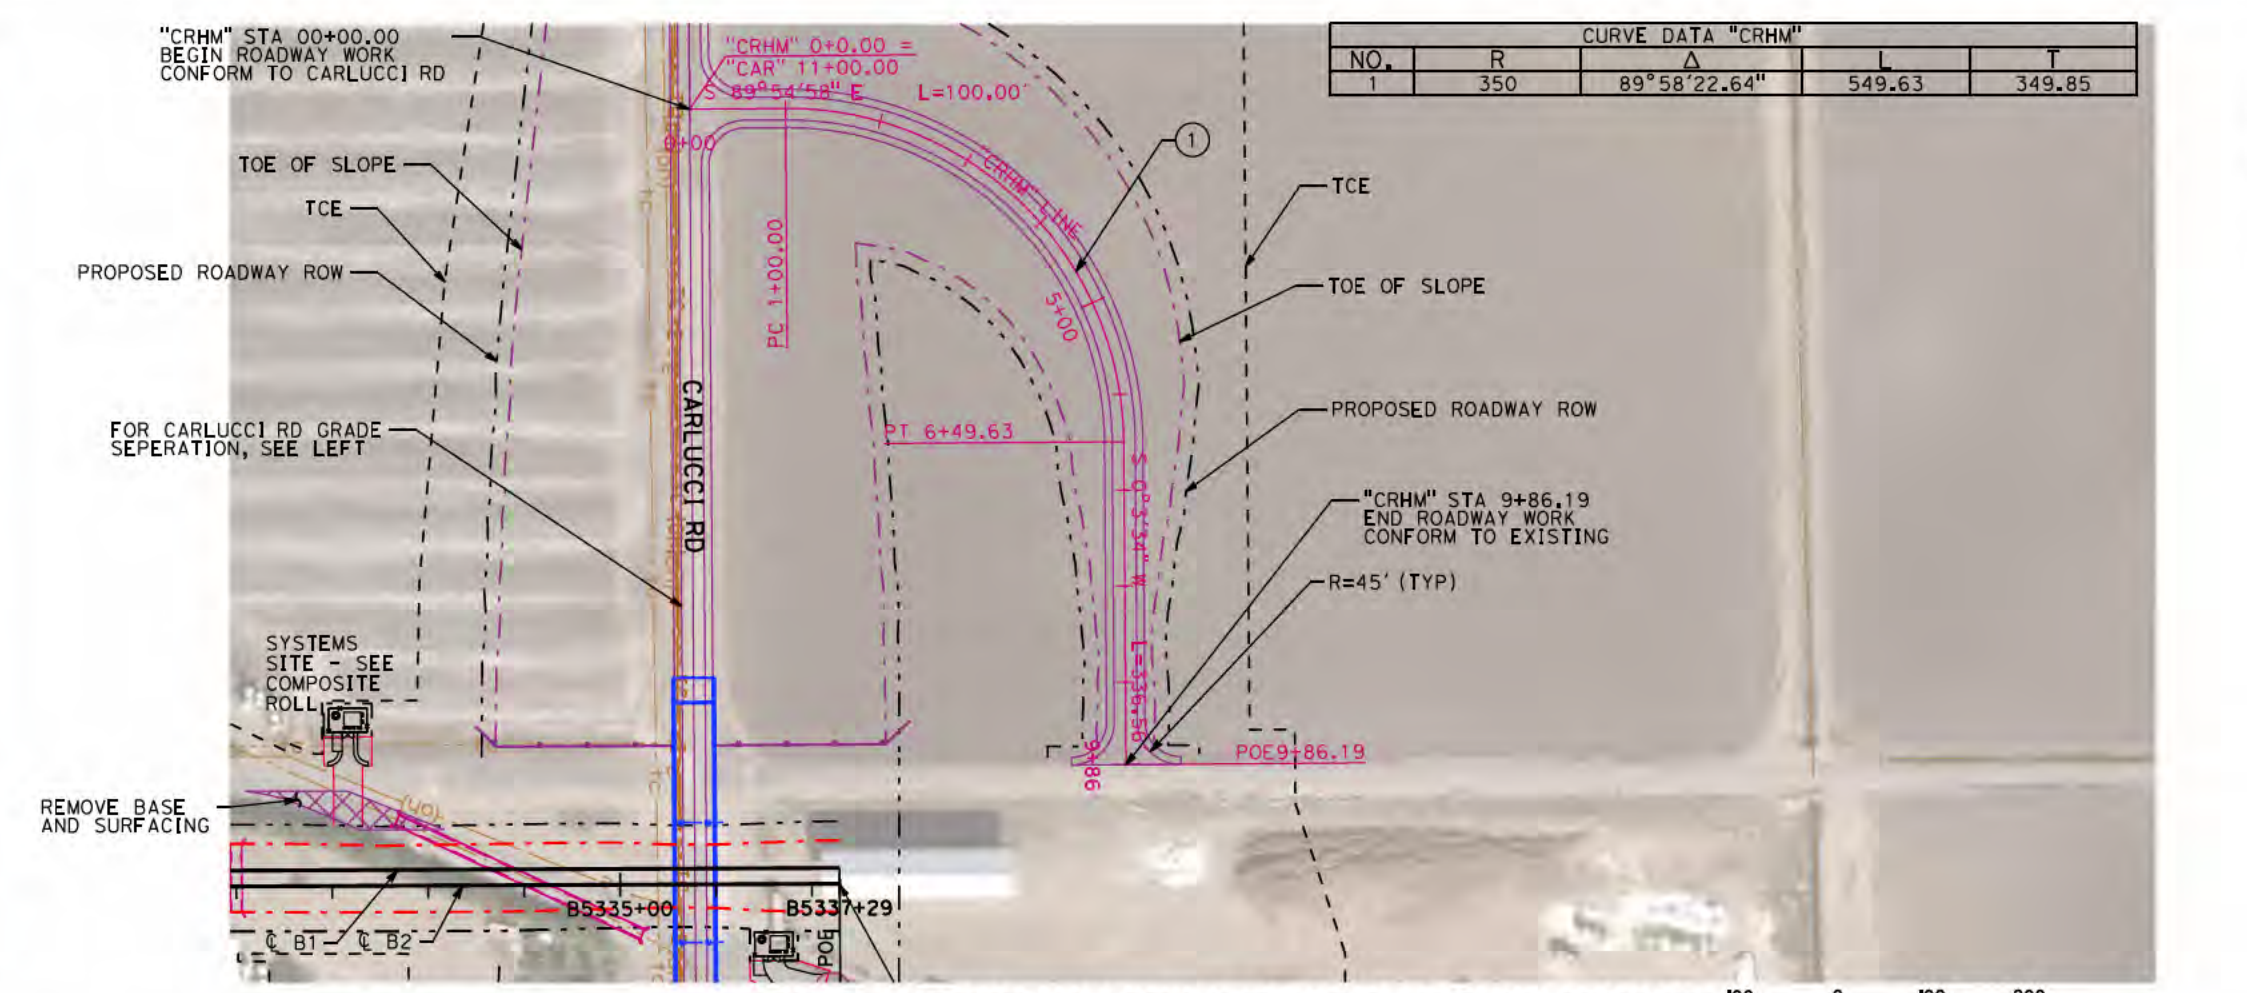 "CRHM" STA 00+00.00
BEGIN ROADWAY WORK
CONFORM TO CARLUCCI RD
"CRHM" 0+0.00 =
"CAR" 11+00.00
S 89°54'58" E L=100.00'
CURVE DATA "CRHM"
NO. R Δ L T
1 350 89°58'22.64" 549.63 349.85
0+00
1
"CRHM" LINE
TOE OF SLOPE
TCE
TCE
PROPOSED ROADWAY ROW
PC 1+00.00
TOE OF SLOPE
5+00
CARLUCCI RD
FOR CARLUCCI RD GRADE
SEPERATION, SEE LEFT
PT 6+49.63
PROPOSED ROADWAY ROW
S 0°3'34" W
"CRHM" STA 9+86.19
END ROADWAY WORK
CONFORM TO EXISTING
R=45' (TYP)
SYSTEMS
SITE - SEE
COMPOSITE
ROLL
L=336.56
POE9+86.19
9+86
REMOVE BASE
AND SURFACING
(oh)
B5335+00
B5337+29
℄ B1
℄ B2
POE